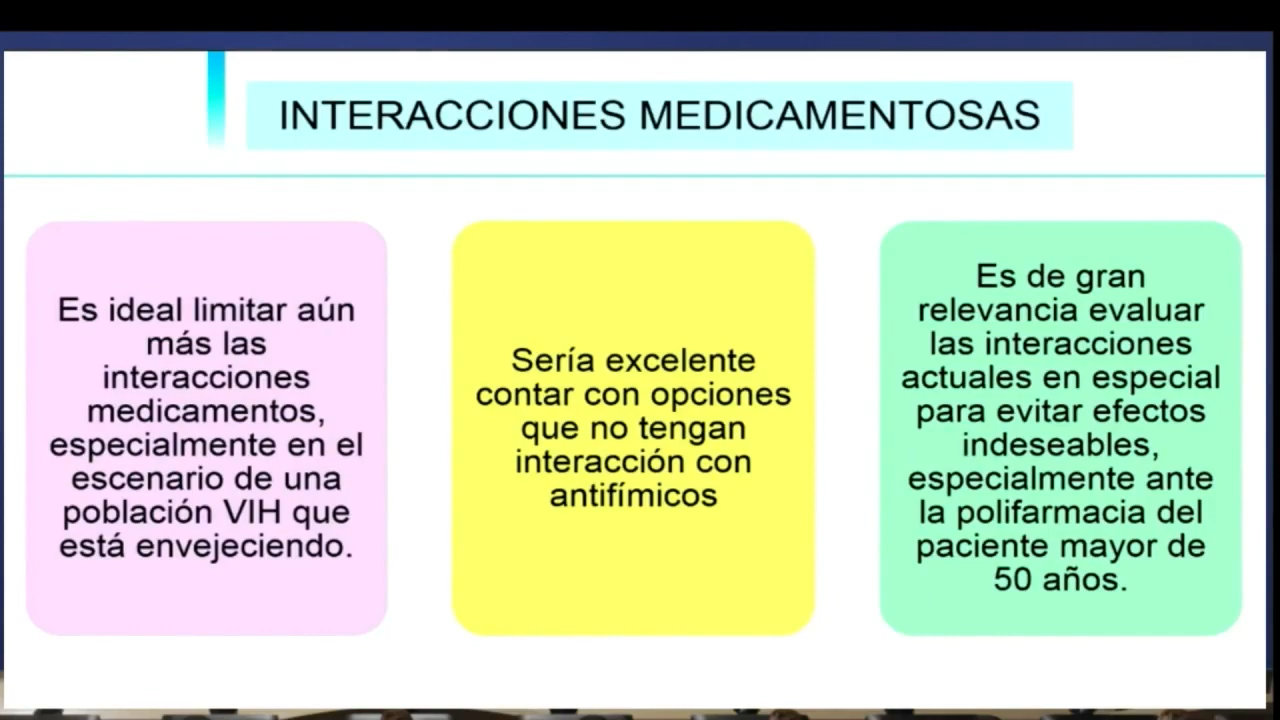 INTERACCIONES MEDICAMENTOSAS
Es ideal limitar aún
más las
interacciones
medicamentos,
especialmente en el
escenario de una
población VIH que
está envejeciendo.
Sería excelente
contar con opciones
que no tengan
interacción con
antifímicos
Es de gran
relevancia evaluar
las interacciones
actuales en especial
para evitar efectos
indeseables,
especialmente ante
la polifarmacia del
paciente mayor de
50 años.